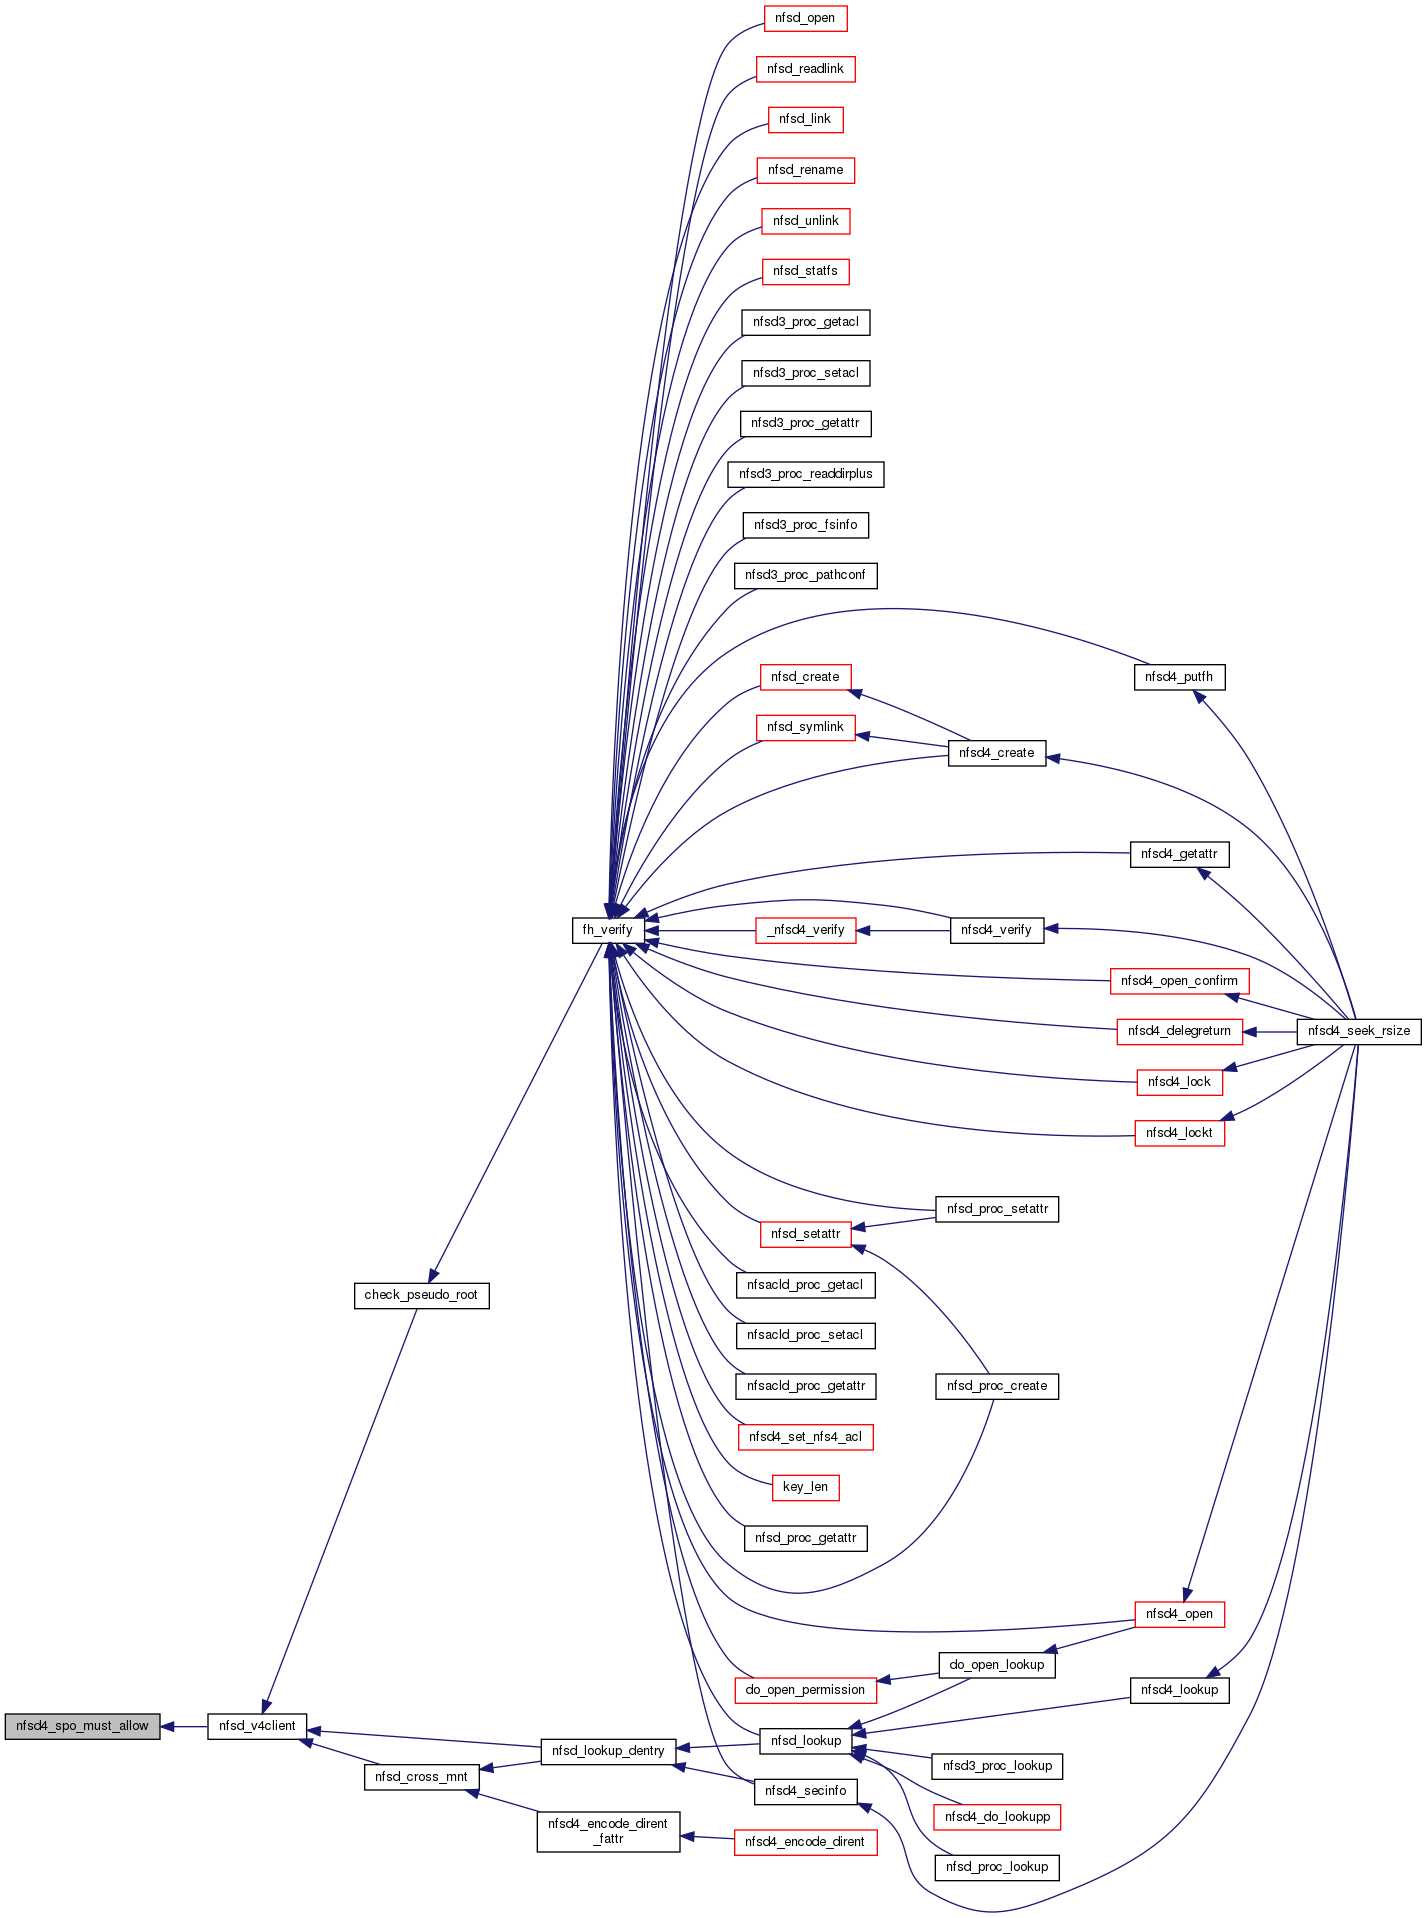 nfsd_open
nfsd_readlink
nfsd_link
nfsd_rename
nfsd_unlink
nfsd_statfs
nfsd3_proc_getacl
nfsd3_proc_setacl
nfsd3_proc_getattr
nfsd3_proc_readdirplus
nfsd3_proc_fsinfo
nfsd3_proc_pathconf
nfsd4_putfh
nfsd_create
nfsd_symlink
nfsd4_create
nfsd4_getattr
fh_verify
_nfsd4_verify
nfsd4_verify
nfsd4_open_confirm
nfsd4_delegreturn
nfsd4_seek_rsize
nfsd4_lock
nfsd4_lockt
nfsd_proc_setattr
nfsd_setattr
nfsacld_proc_getacl
check_pseudo_root
nfsacld_proc_setacl
nfsacld_proc_getattr
nfsd_proc_create
nfsd4_set_nfs4_acl
key_len
nfsd_proc_getattr
nfsd4_open
do_open_lookup
do_open_permission
nfsd4_lookup
nfsd4_spo_must_allow
nfsd_v4client
nfsd_lookup
nfsd_lookup_dentry
nfsd3_proc_lookup
nfsd_cross_mnt
nfsd4_secinfo
nfsd4_do_lookupp
nfsd4_encode_dirent
_fattr
nfsd4_encode_dirent
nfsd_proc_lookup